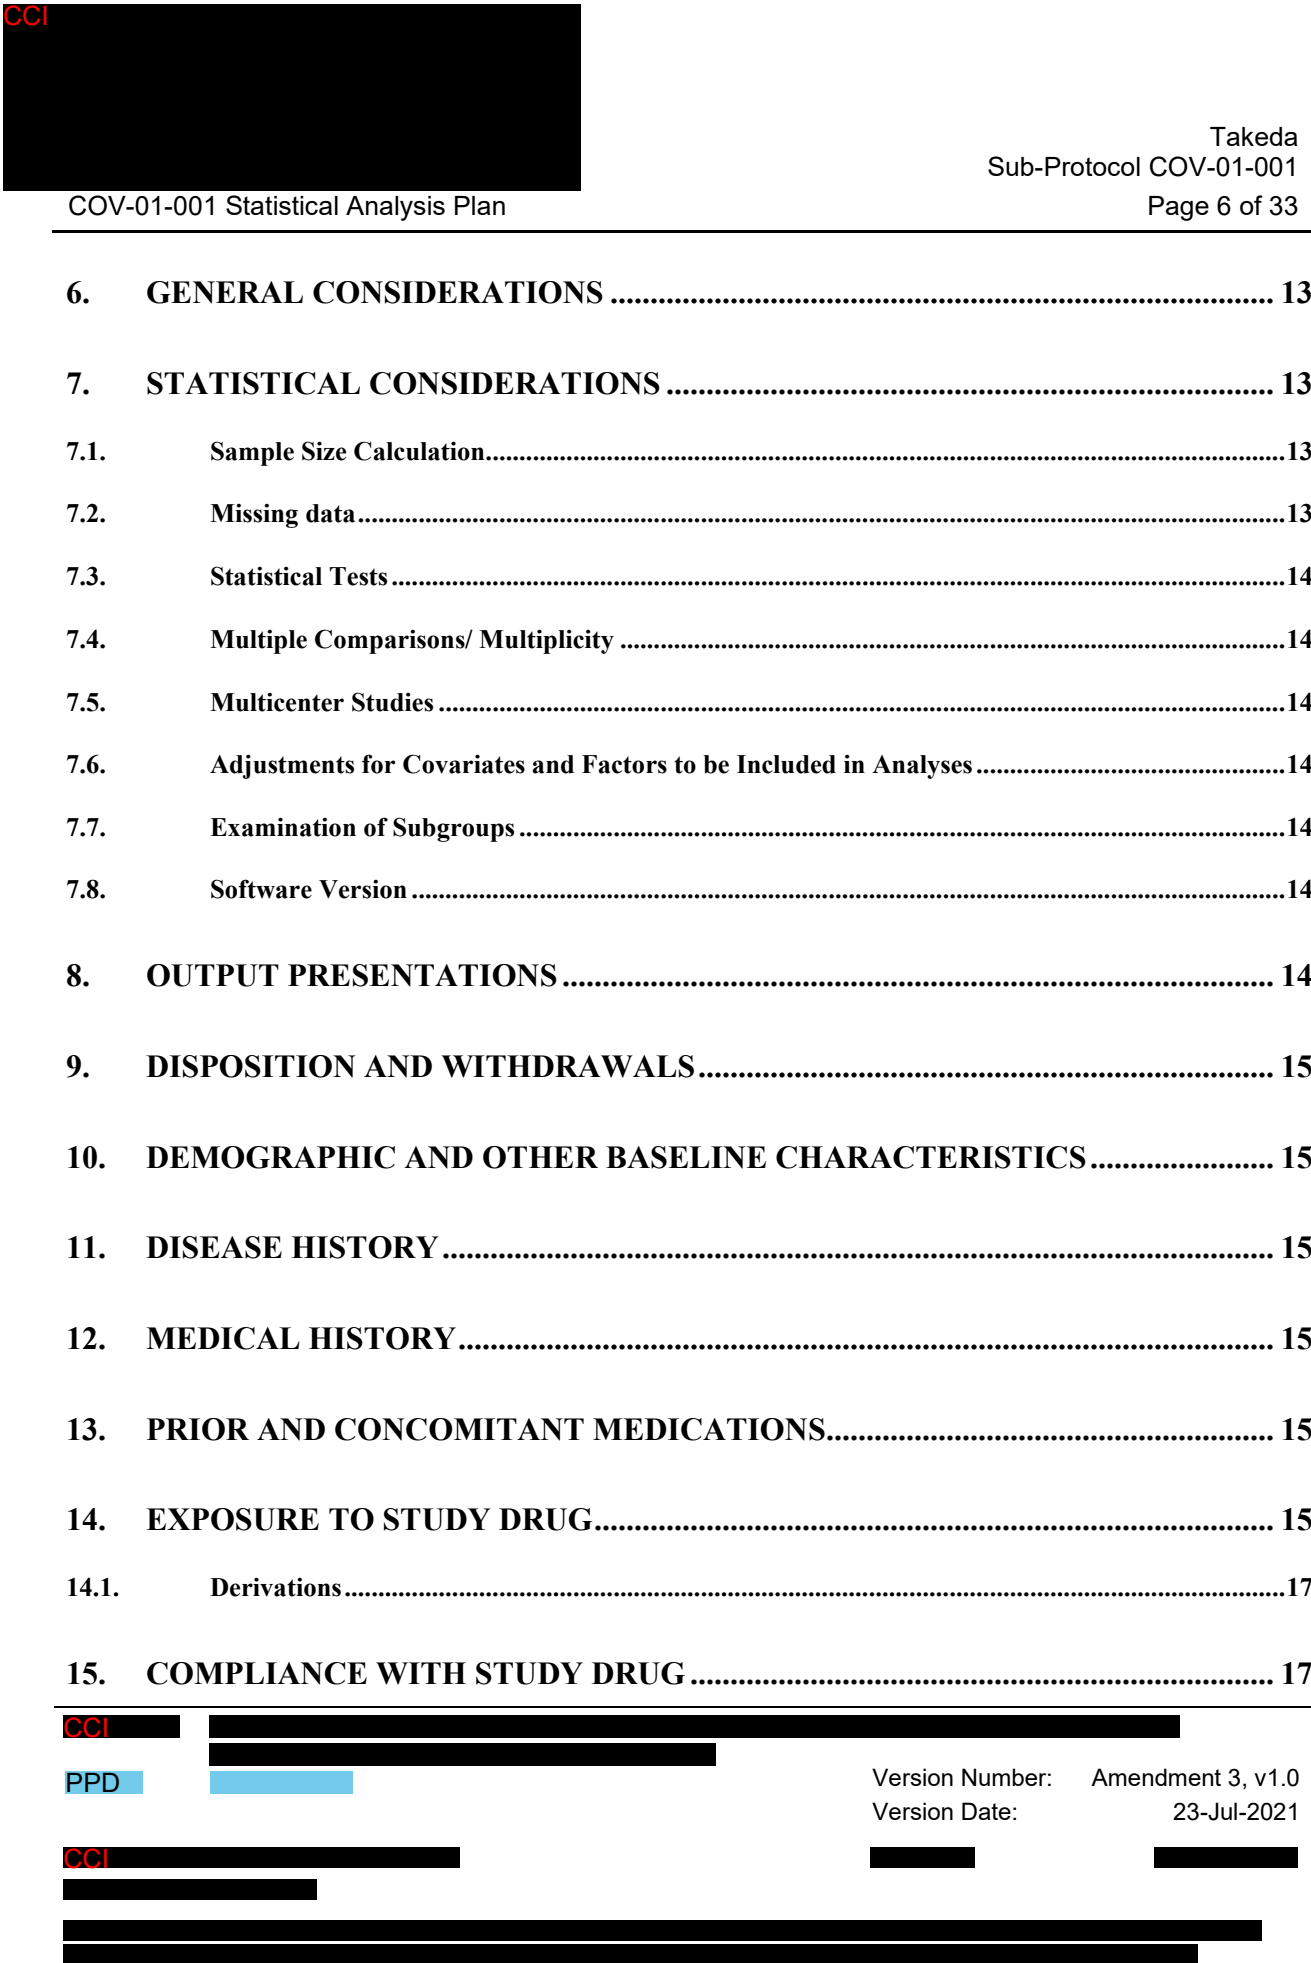 CCI
Takeda
Sub-Protocol COV-01-001
COV-01-001 Statistical Analysis Plan Page 6 of 33
6. GENERAL CONSIDERATIONS ........ 13
7. STATISTICAL CONSIDERATIONS ........ 13
7.1. Sample Size Calculation ........ 13
7.2. Missing data ........ 13
7.3. Statistical Tests ........ 14
7.4. Multiple Comparisons/ Multiplicity ........ 14
7.5. Multicenter Studies ........ 14
7.6. Adjustments for Covariates and Factors to be Included in Analyses ........ 14
7.7. Examination of Subgroups ........ 14
7.8. Software Version ........ 14
8. OUTPUT PRESENTATIONS ........ 14
9. DISPOSITION AND WITHDRAWALS ........ 15
10. DEMOGRAPHIC AND OTHER BASELINE CHARACTERISTICS ........ 15
11. DISEASE HISTORY ........ 15
12. MEDICAL HISTORY ........ 15
13. PRIOR AND CONCOMITANT MEDICATIONS ........ 15
14. EXPOSURE TO STUDY DRUG ........ 15
14.1. Derivations ........ 17
15. COMPLIANCE WITH STUDY DRUG ........ 17
CCI
PPD Version Number: Amendment 3, v1.0
Version Date: 23-Jul-2021
CCI